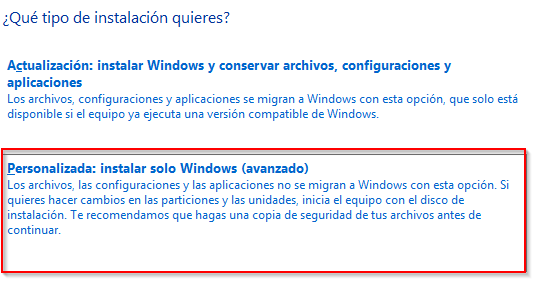 ¿Qué tipo de instalación quieres?
Actualización: instalar Windows y conservar archivos, configuraciones y
aplicaciones
Los archivos, configuraciones y aplicaciones se migran a Windows con esta opción, que solo está
disponible si el equipo ya ejecuta una versión compatible de Windows.
Personalizada: instalar solo Windows (avanzado)
Los archivos, las configuraciones y las aplicaciones no se migran a Windows con esta opción. Si
quieres hacer cambios en las particiones y las unidades, inicia el equipo con el disco de
instalación. Te recomendamos que hagas una copia de seguridad de tus archivos antes de
continuar.